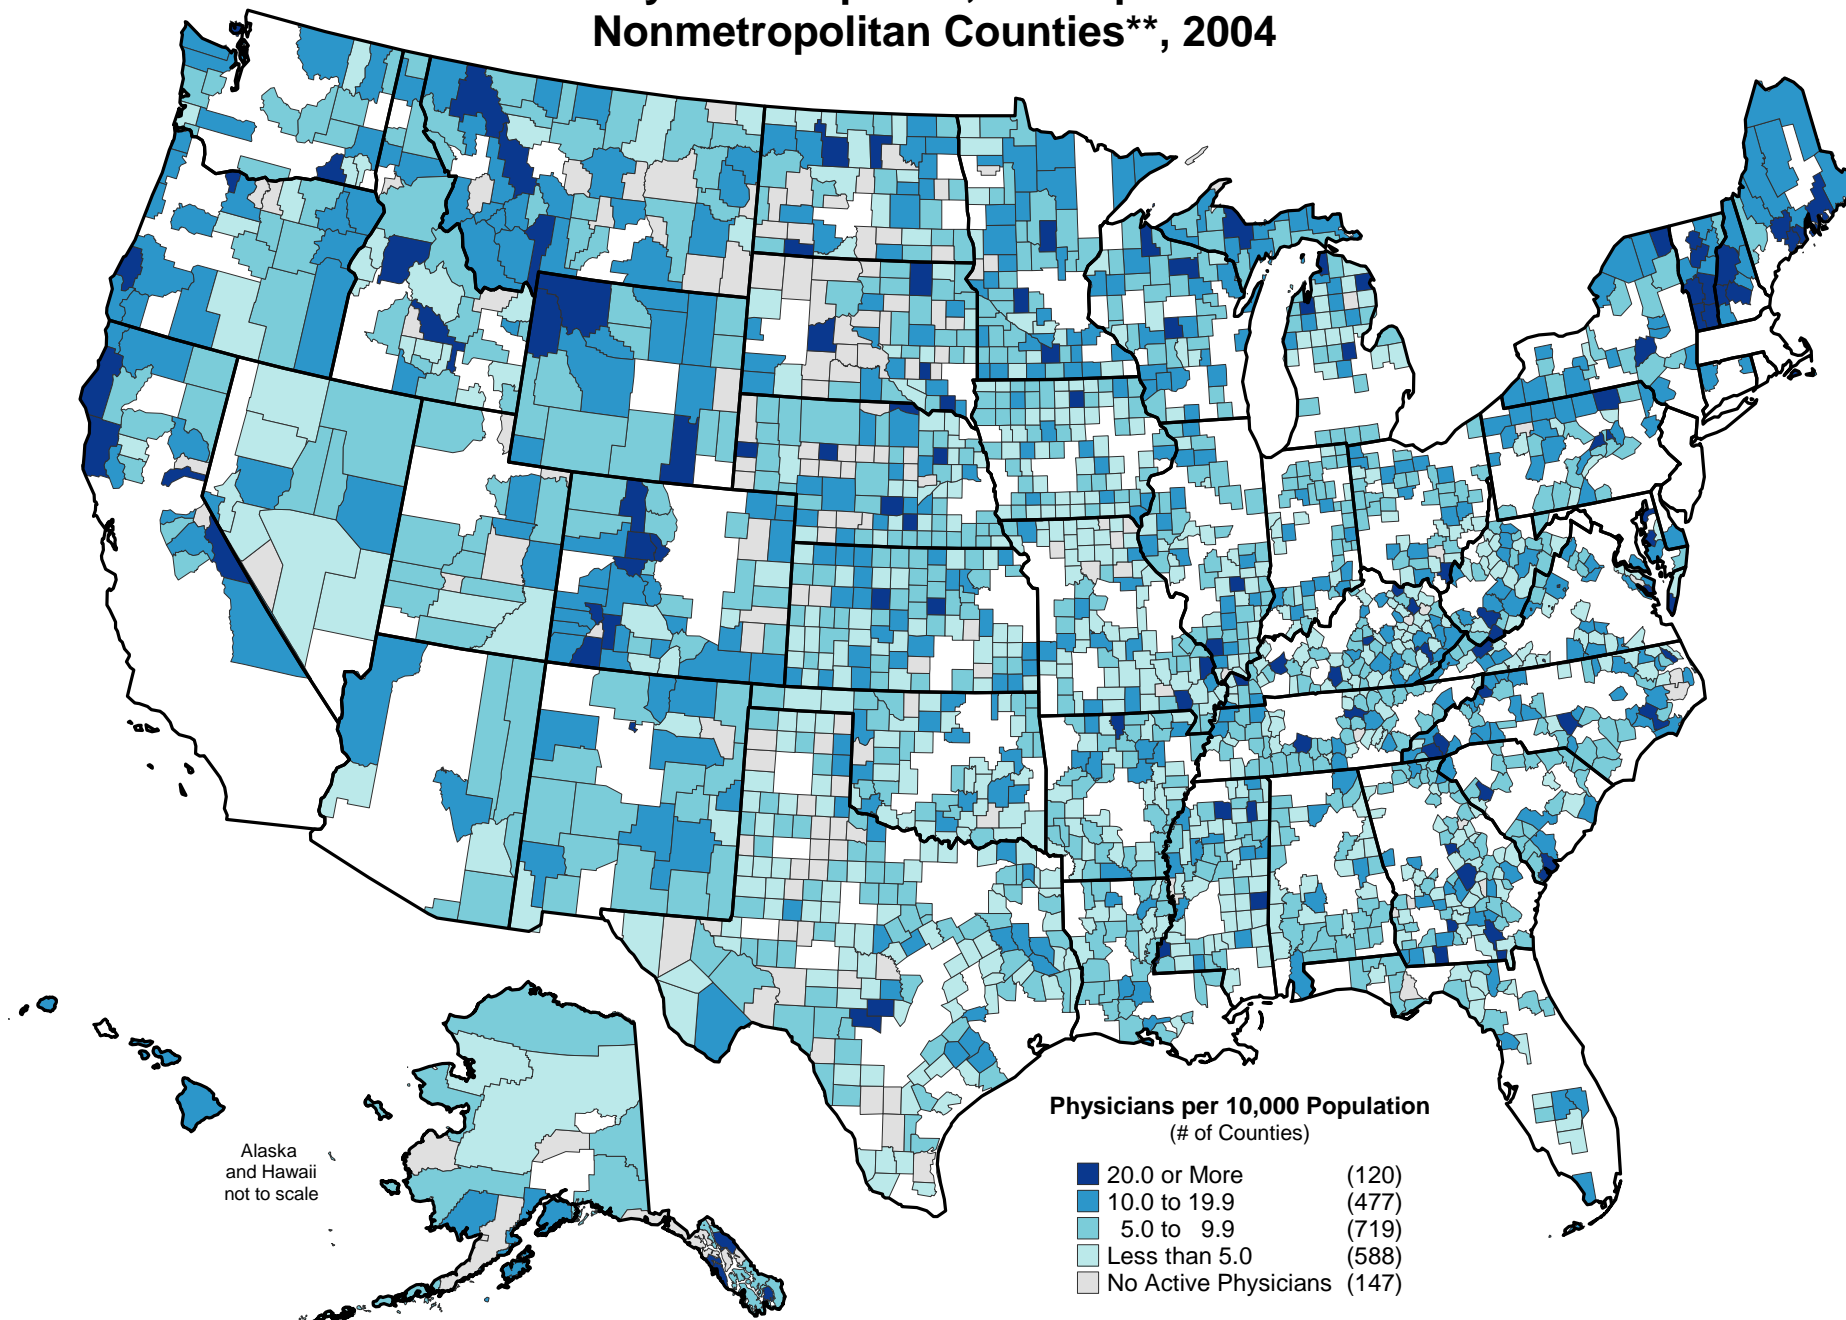 Nonmetropolitan Counties**, 2004
Alaska
and Hawaii
not to scale
Physicians per 10,000 Population
(# of Counties)
20.0 or More (120)
10.0 to 19.9 (477)
5.0 to 9.9 (719)
Less than 5.0 (588)
No Active Physicians (147)